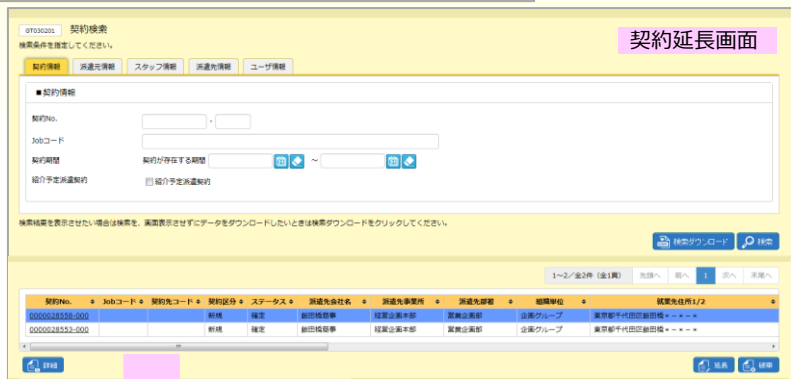 GT030201 契約検索
検索条件を指定してください。
契約延長画面
契約情報 派遣元情報 スタッフ情報 派遣先情報 ユーザ情報
■契約情報
契約No. -
Jobコード
契約期間 契約が存在する期間 ～
紹介予定派遣契約 紹介予定派遣契約
検索結果を表示させたい場合は検索を、画面表示させずにデータをダウンロードしたいときは検索ダウンロードをクリックしてください。
検索ダウンロード 検索
1～2／全2件（全1頁） 先頭へ 前へ 1 次へ 末尾へ
契約No. Jobコード 契約先コード 契約区分 ステータス 派遣先会社名 派遣先事業所 派遣先部署 組織単位 就業先住所1/2
0000028556-000 新規 確定 飯田橋商事 経営企画本部 営業企画部 企画グループ 東京都千代田区飯田橋×－×－×
0000028553-000 新規 確定 飯田橋商事 経営企画本部 営業企画部 企画グループ 東京都千代田区飯田橋×－×－×
詳細 延長 破棄